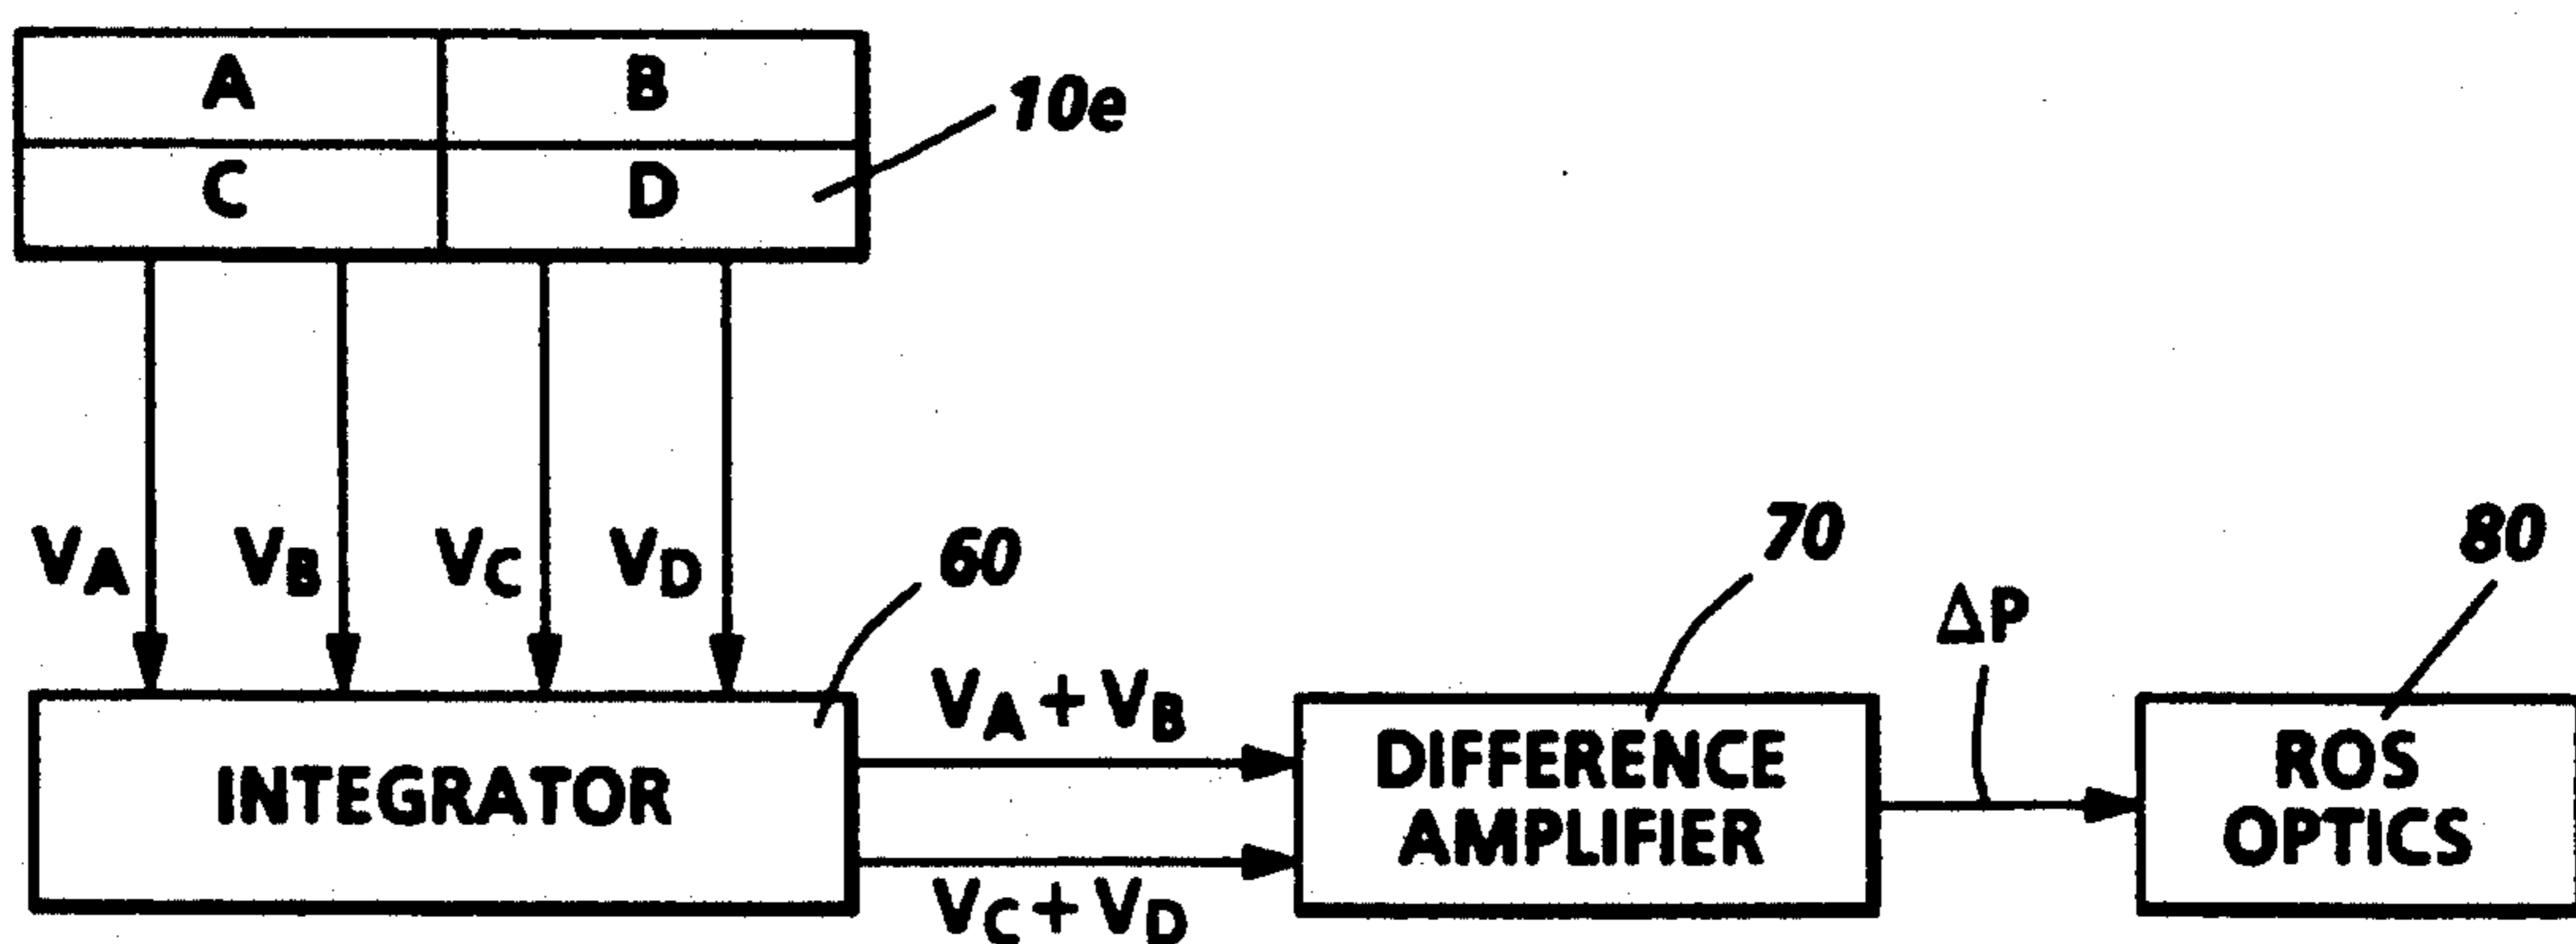 A B
C D
10e
VA VB VC VD
60
70
80
VA + VB
VC + VD
ΔP
INTEGRATOR
DIFFERENCE
AMPLIFIER
ROS
OPTICS